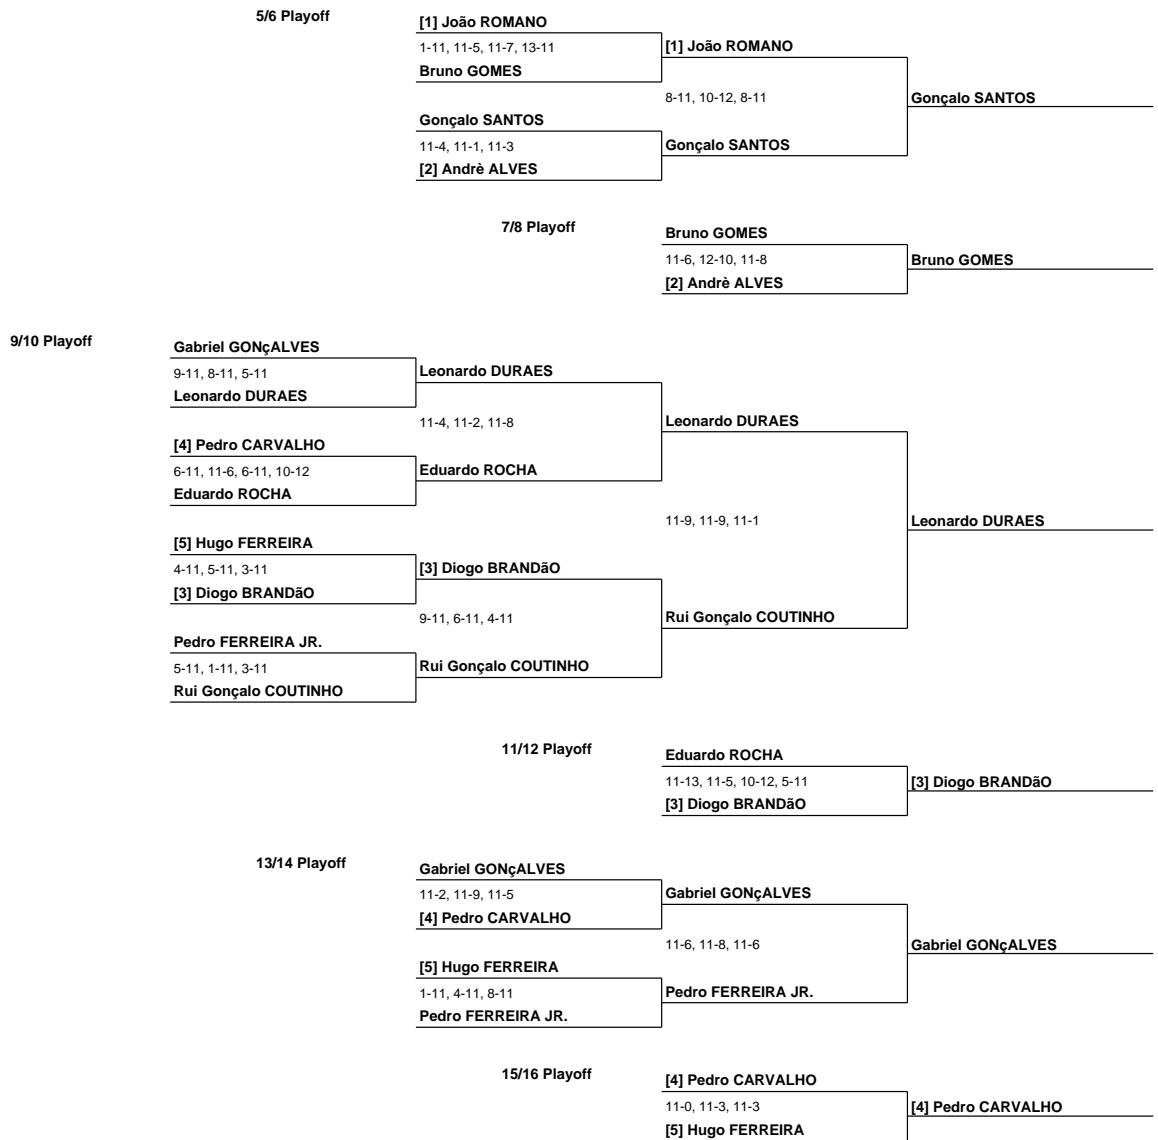 5/6 Playoff
[1] João ROMANO
1-11, 11-5, 11-7, 13-11
[1] João ROMANO
Bruno GOMES
8-11, 10-12, 8-11
Gonçalo SANTOS
Gonçalo SANTOS
11-4, 11-1, 11-3
Gonçalo SANTOS
[2] Andrè ALVES
7/8 Playoff
Bruno GOMES
11-6, 12-10, 11-8
Bruno GOMES
[2] Andrè ALVES
9/10 Playoff
Gabriel GONçALVES
9-11, 8-11, 5-11
Leonardo DURAES
Leonardo DURAES
11-4, 11-2, 11-8
Leonardo DURAES
[4] Pedro CARVALHO
6-11, 11-6, 6-11, 10-12
Eduardo ROCHA
Eduardo ROCHA
11-9, 11-9, 11-1
Leonardo DURAES
[5] Hugo FERREIRA
4-11, 5-11, 3-11
[3] Diogo BRANDãO
[3] Diogo BRANDãO
9-11, 6-11, 4-11
Rui Gonçalo COUTINHO
Pedro FERREIRA JR.
5-11, 1-11, 3-11
Rui Gonçalo COUTINHO
Rui Gonçalo COUTINHO
11/12 Playoff
Eduardo ROCHA
11-13, 11-5, 10-12, 5-11
[3] Diogo BRANDãO
[3] Diogo BRANDãO
13/14 Playoff
Gabriel GONçALVES
11-2, 11-9, 11-5
Gabriel GONçALVES
[4] Pedro CARVALHO
11-6, 11-8, 11-6
Gabriel GONçALVES
[5] Hugo FERREIRA
1-11, 4-11, 8-11
Pedro FERREIRA JR.
Pedro FERREIRA JR.
15/16 Playoff
[4] Pedro CARVALHO
11-0, 11-3, 11-3
[4] Pedro CARVALHO
[5] Hugo FERREIRA